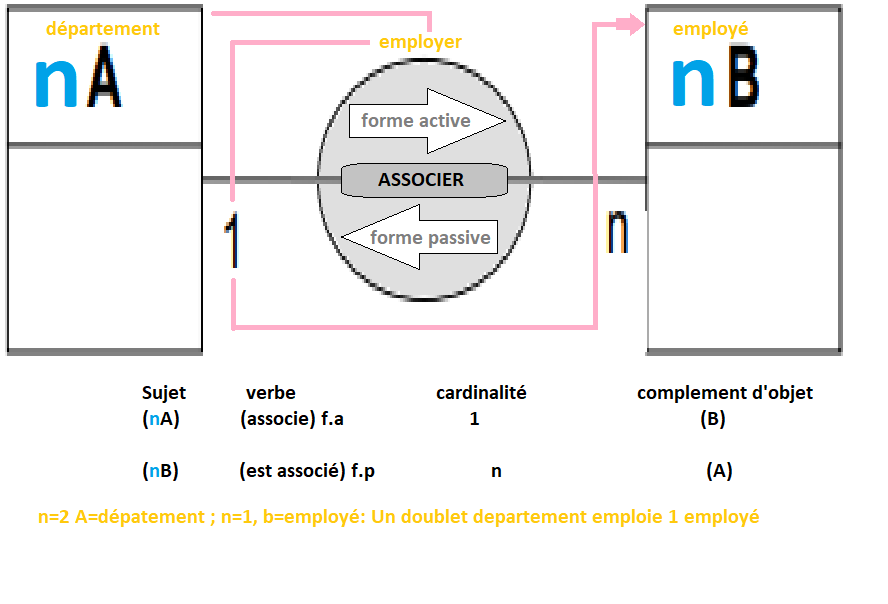 département
employé
nA
employer
nB
forme active
ASSOCIER
1
n
forme passive
Sujet verbe cardinalité complement d'objet
(nA) (associe) f.a 1 (B)
(nB) (est associé) f.p n (A)
n=2 A=dépatement ; n=1, b=employé: Un doublet departement emploie 1 employé